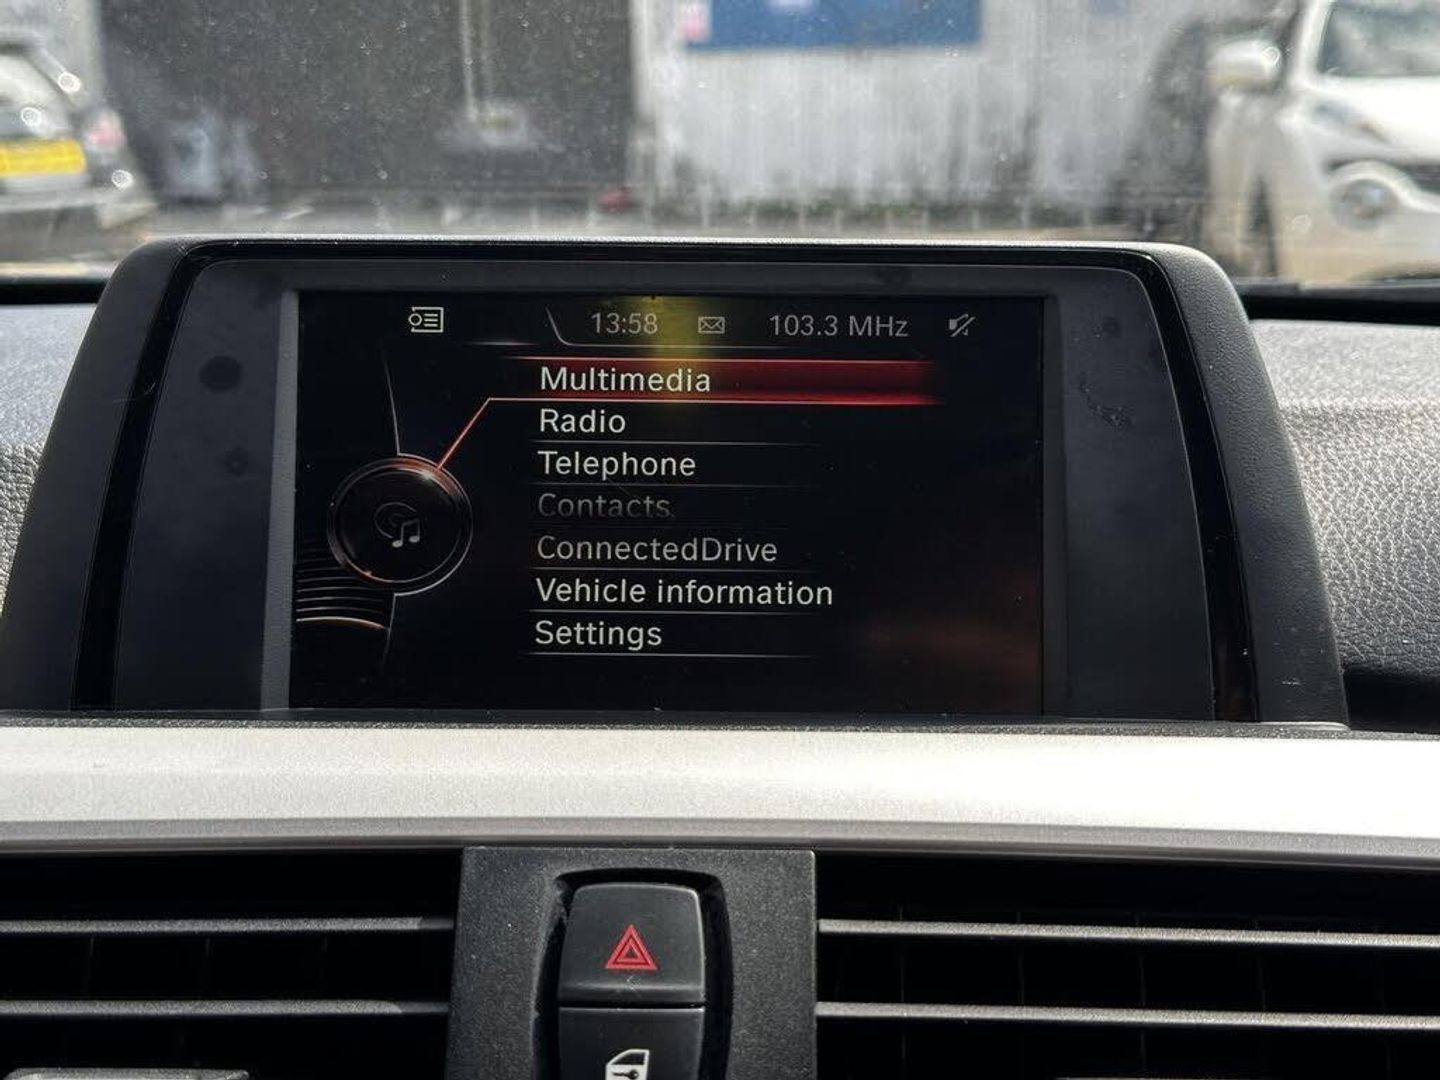 13:58 103.3 MHz
Multimedia
Radio
Telephone
Contacts
ConnectedDrive
Vehicle information
Settings